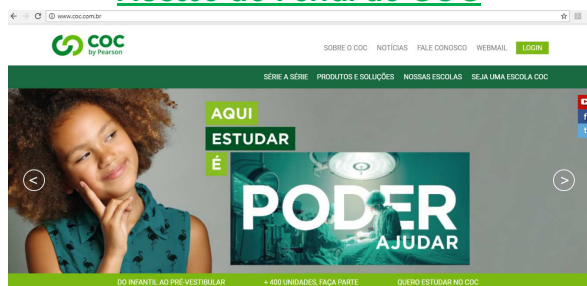 www.coc.com.br
COC
by Pearson
SOBRE O COC NOTÍCIAS FALE CONOSCO WEBMAIL LOGIN
SÉRIE A SÉRIE PRODUTOS E SOLUÇÕES NOSSAS ESCOLAS SEJA UMA ESCOLA COC
AQUI
ESTUDAR
É
PODER
AJUDAR
DO INFANTIL AO PRÉ-VESTIBULAR + 400 UNIDADES, FAÇA PARTE QUERO ESTUDAR NO COC